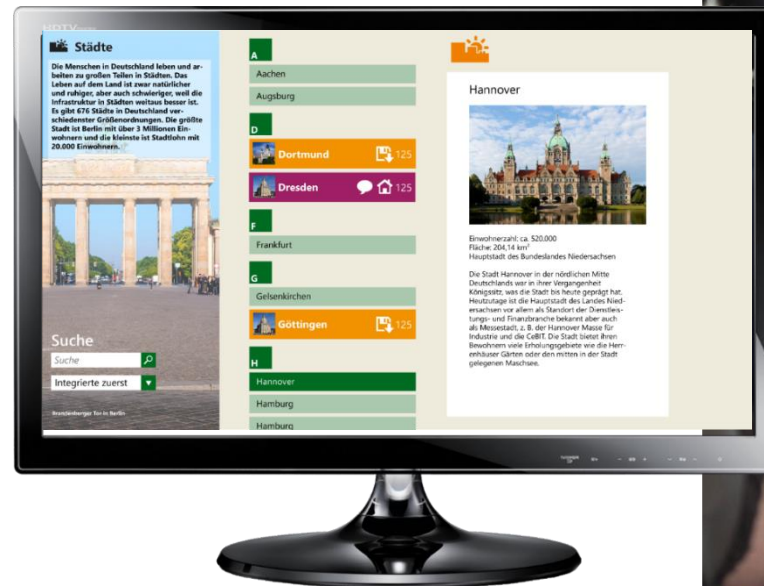 HDTV
Städte
Die Menschen in Deutschland leben und ar-
beiten zu großen Teilen in Städten. Das
Leben auf dem Land ist zwar natürlicher
und ruhiger, aber auch schwieriger, weil die
Infrastruktur in Städten weitaus besser ist.
Es gibt 676 Städte in Deutschland ver-
schiedenster Größenordnungen. Die größte
Stadt ist Berlin mit über 3 Millionen Ein-
wohnern und die kleinste ist Stadtlohn mit
20.000 Einwohnern.
Suche
Suche
Integrierte zuerst
Brandenburger Tor in Berlin
A
Aachen
Augsburg
D
Dortmund 125
Dresden 125
F
Frankfurt
G
Gelsenkirchen
Göttingen 125
H
Hannover
Hamburg
Hamburg
Hannover
Einwohnerzahl: ca. 520.000
Fläche: 204,14 km²
Hauptstadt des Bundeslandes Niedersachsen
Die Stadt Hannover in der nördlichen Mitte
Deutschlands war in ihrer Vergangenheit
Königssitz, was die Stadt bis heute geprägt hat.
Heutzutage ist die Hauptstadt des Landes Nied-
ersachsen vor allem als Standort der Dienstleis-
tungs- und Finanzbranche bekannt aber auch
als Messestadt, z. B. der Hannover Masse für
Industrie und die CeBIT. Die Stadt bietet ihren
Bewohnern viele Erholungsgebiete wie die Herr-
enhäuser Gärten oder den mitten in der Stadt
gelegenen Maschsee.